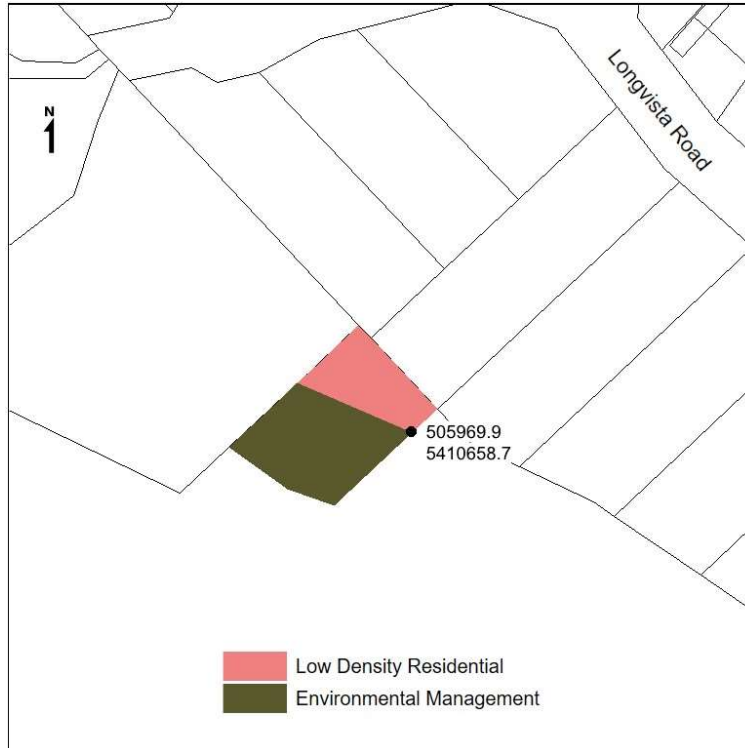 Longvista Road
N
505969.9
5410658.7
Low Density Residential
Environmental Management